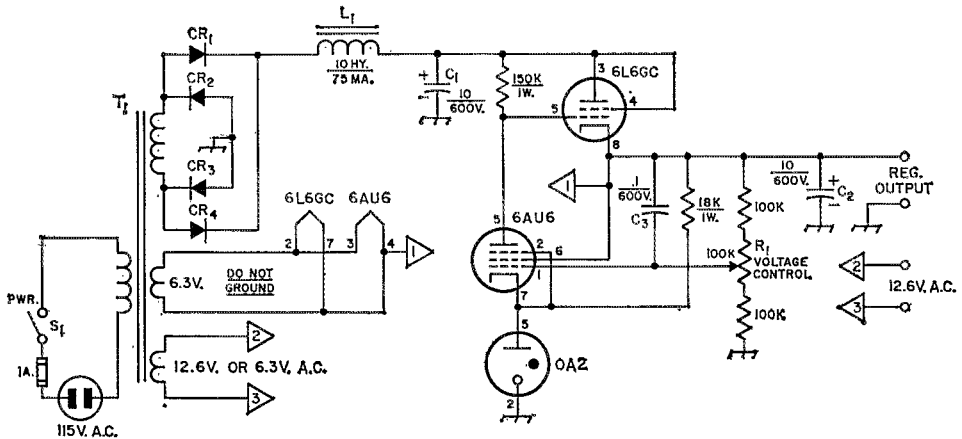 L1
10 HY.
75 MA.
CR1
CR2
CR3
CR4
T1
+ C1
10
600V.
150K
1W.
3 6L6GC
5
4
8
6L6GC 6AU6
2 7 3 4
1
6.3V.
DO NOT
GROUND
PWR.
S1
1A.
115V. A.C.
2
12.6V. OR 6.3V. A.C.
3
1
6AU6
5
2
6
1
7
.1
600V.
C3
18K
1W.
100K
100K
R1
VOLTAGE
CONTROL
100K
10
600V.
+
C2
-
REG.
OUTPUT
2
12.6V. A.C.
3
5
OA2
2